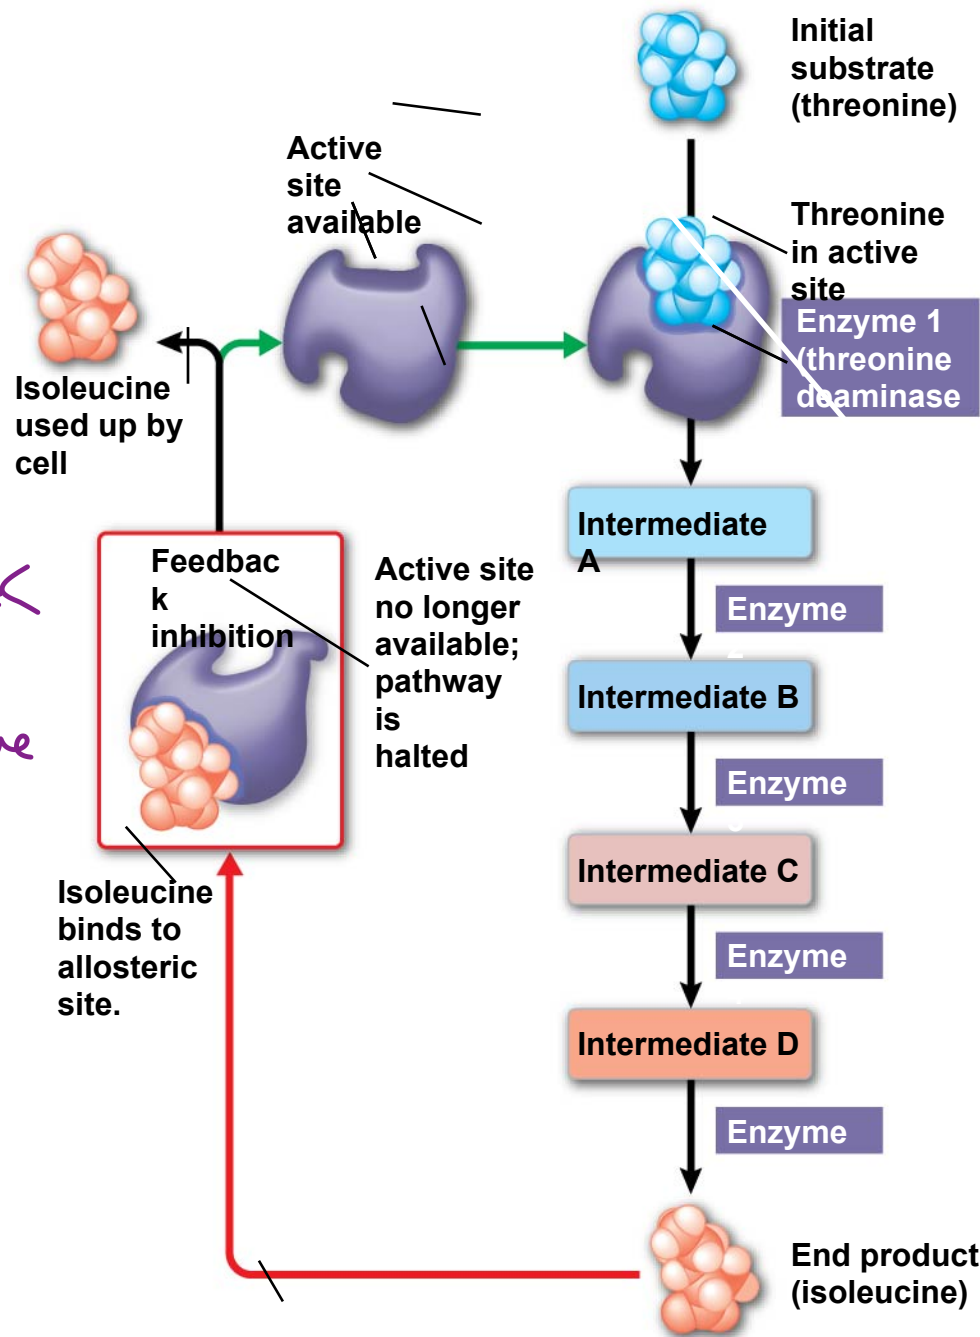 Initial
substrate
(threonine)
Active
site
available
Threonine
in active
site
Enzyme 1
(threonine
deaminase
Isoleucine
used up by
cell
Intermediate
A
Feedbac
k
inhibition
Active site
no longer
available;
pathway
is
halted
Enzyme
Intermediate B
Enzyme
Intermediate C
Isoleucine
binds to
allosteric
site.
Enzyme
Intermediate D
Enzyme
End product
(isoleucine)